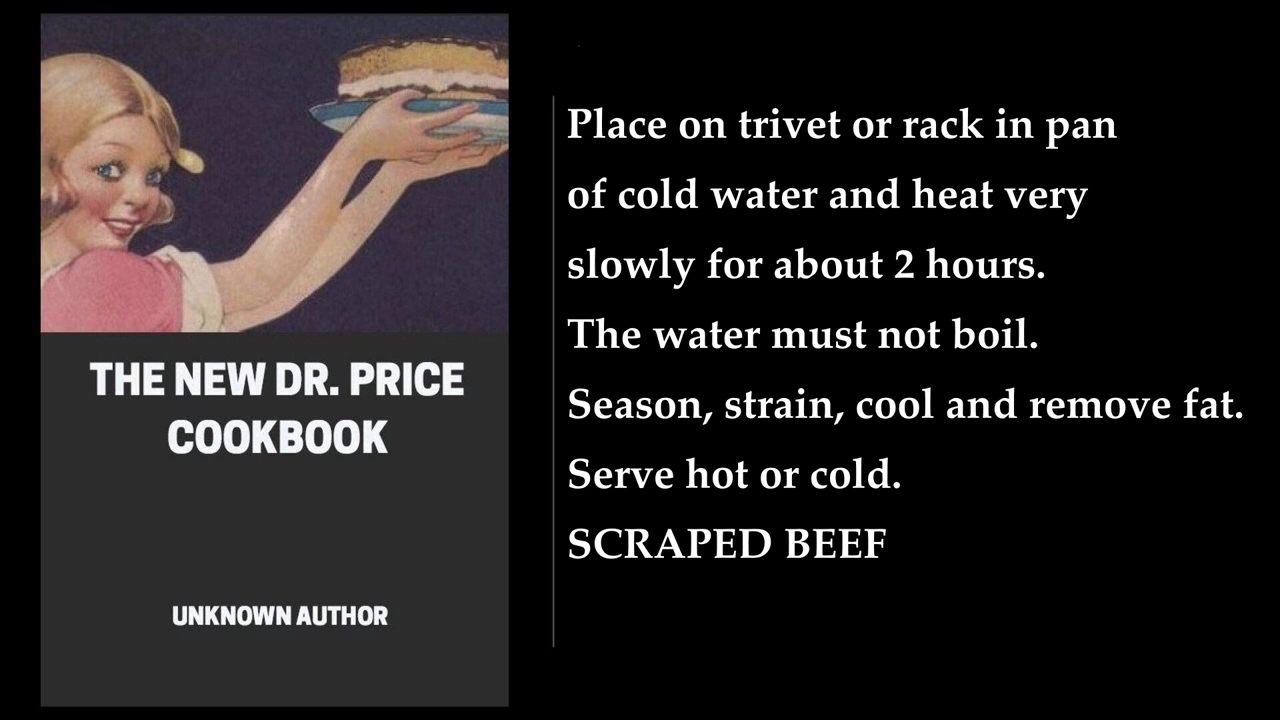 THE NEW DR. PRICE
COOKBOOK
UNKNOWN AUTHOR
Place on trivet or rack in pan
of cold water and heat very
slowly for about 2 hours.
The water must not boil.
Season, strain, cool and remove fat.
Serve hot or cold.
SCRAPED BEEF